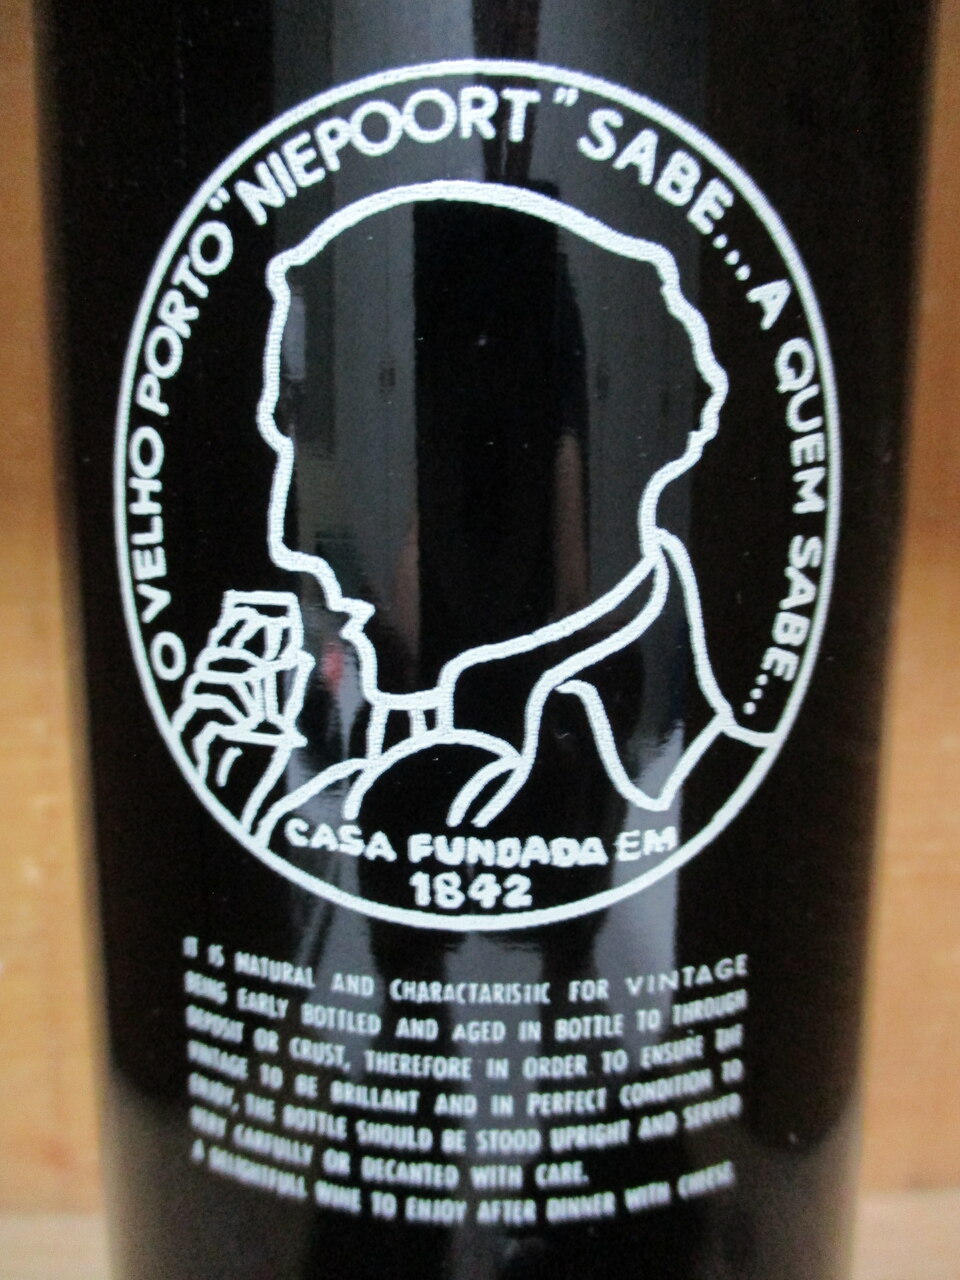 O VELHO PORTO "NIEPOORT" SABE... A QUEM SABE...
CASA FUNDADA EM
1842
IT IS NATURAL AND CHARACTARISTIC FOR VINTAGE
BEING EARLY BOTTLED AND AGED IN BOTTLE TO THROUGH
DEPOSIT OR CRUST, THEREFORE IN ORDER TO ENSURE THE
VINTAGE TO BE BRILLANT AND IN PERFECT CONDITION TO
ENJOY, THE BOTTLE SHOULD BE STOOD UPRIGHT AND SERVED
VERY CARFULLY OR DECANTED WITH CARE.
A DELIGHTFULL WINE TO ENJOY AFTER DINNER WITH CHEESE